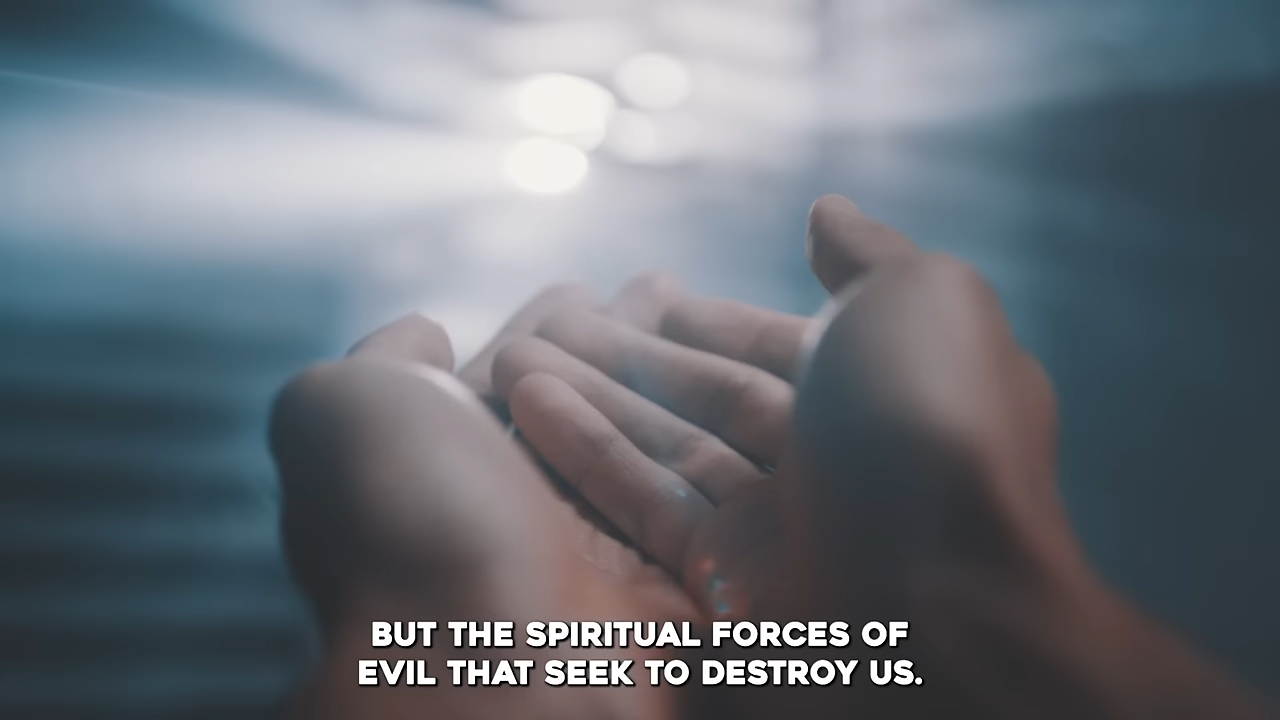 BUT THE SPIRITUAL FORCES OF
EVIL THAT SEEK TO DESTROY US.